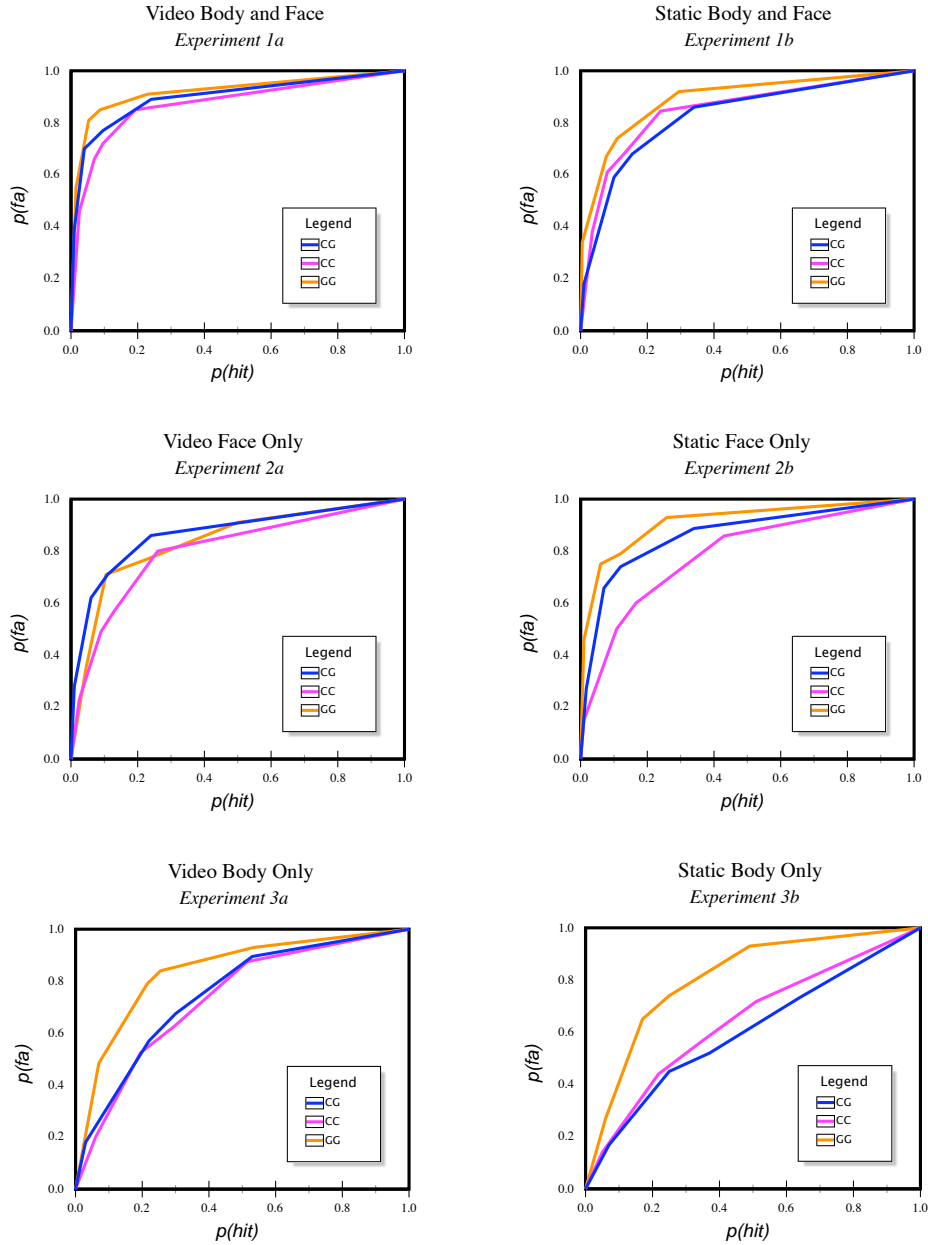 Video Body and Face
Experiment 1a
1.0
0.8
0.6
0.4
0.2
0.0
p(fa)
Legend
CG
CC
GG
0.0 0.2 0.4 0.6 0.8 1.0
p(hit)
Static Body and Face
Experiment 1b
1.0
0.8
0.6
0.4
0.2
0.0
p(fa)
Legend
CG
CC
GG
0.0 0.2 0.4 0.6 0.8 1.0
p(hit)
Video Face Only
Experiment 2a
1.0
0.8
0.6
0.4
0.2
0.0
p(fa)
Legend
CG
CC
GG
0.0 0.2 0.4 0.6 0.8 1.0
p(hit)
Static Face Only
Experiment 2b
1.0
0.8
0.6
0.4
0.2
0.0
p(fa)
Legend
CG
CC
GG
0.0 0.2 0.4 0.6 0.8 1.0
p(hit)
Video Body Only
Experiment 3a
1.0
0.8
0.6
0.4
0.2
0.0
p(fa)
Legend
CG
CC
GG
0.0 0.2 0.4 0.6 0.8 1.0
p(hit)
Static Body Only
Experiment 3b
1.0
0.8
0.6
0.4
0.2
0.0
p(fa)
Legend
CG
CC
GG
0.0 0.2 0.4 0.6 0.8 1.0
p(hit)